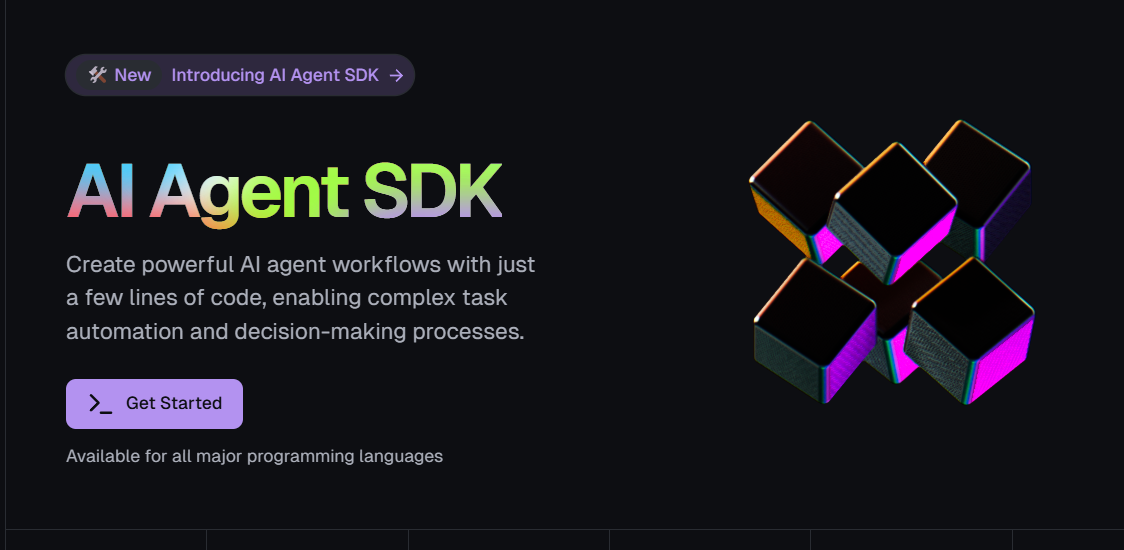 🛠 New Introducing AI Agent SDK →
AI Agent SDK
Create powerful AI agent workflows with just
a few lines of code, enabling complex task
automation and decision-making processes.
>_ Get Started
Available for all major programming languages